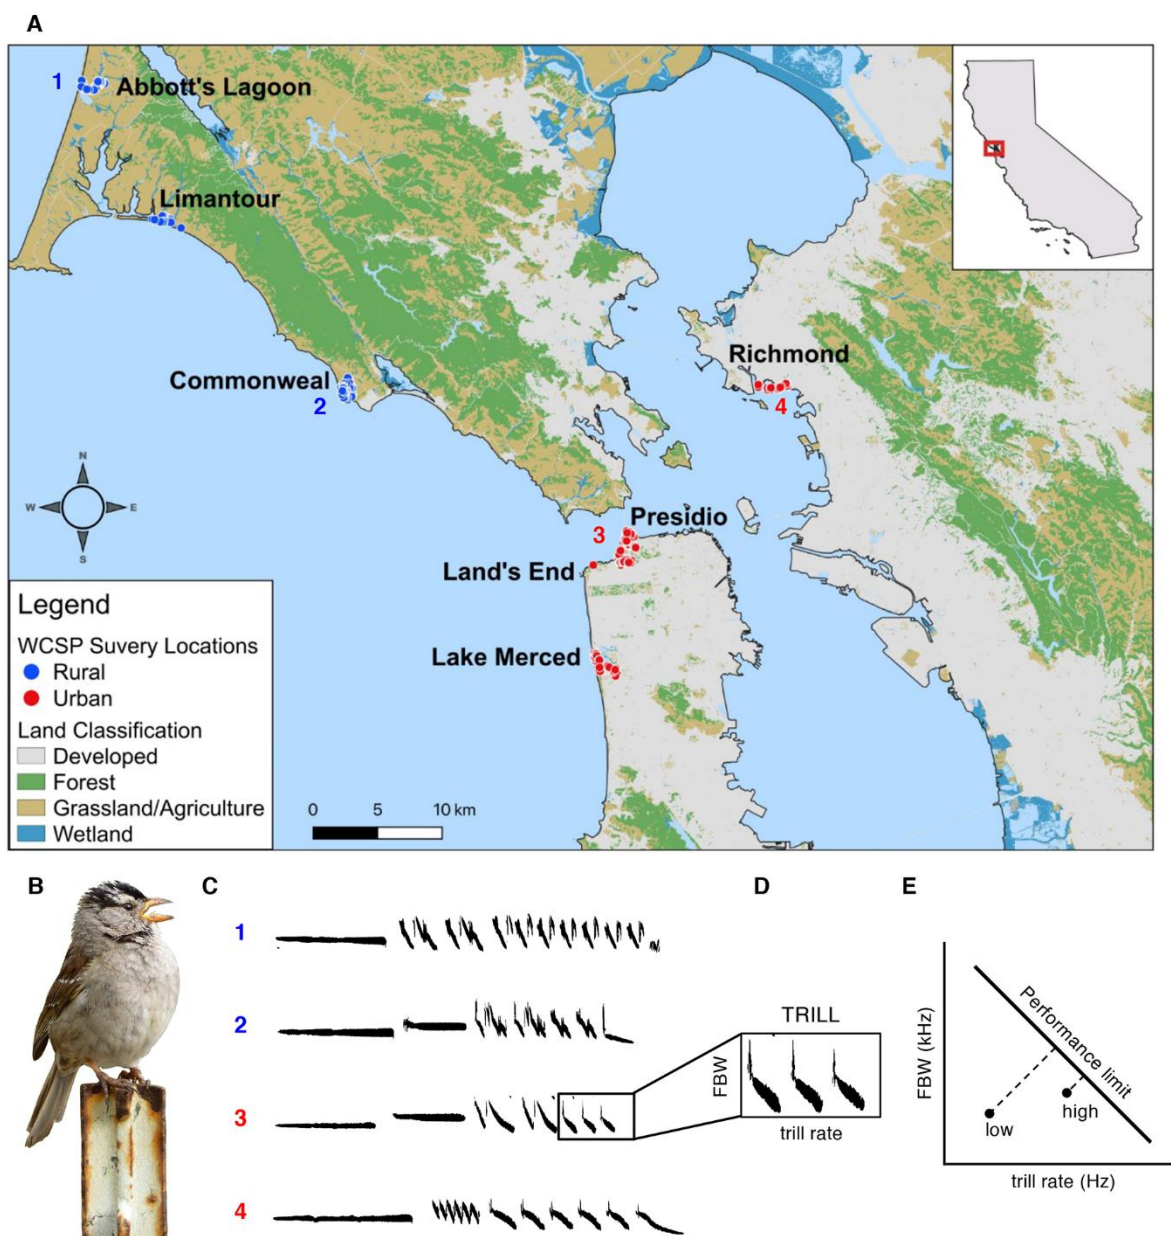 A
1 Abbott's Lagoon
Limantour
Commonweal
2
Richmond
4
N
W E
S
3 Presidio
Land's End
Lake Merced
Legend
WCSP Suvery Locations
Rural
Urban
Land Classification
Developed
Forest
Grassland/Agriculture
Wetland
0 5 10 km
B
C
1
2
3
4
D
TRILL
FBW
trill rate
E
FBW (kHz)
Performance limit
low
high
trill rate (Hz)